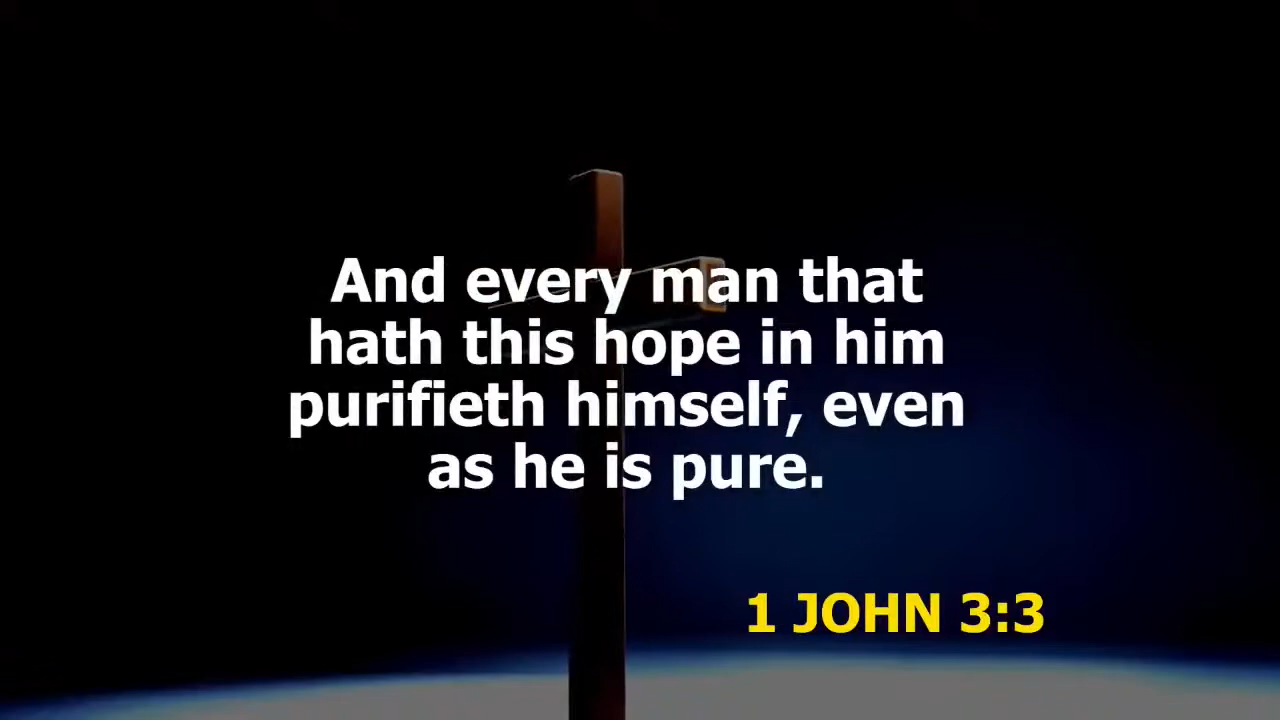 And every man that
hath this hope in him
purifieth himself, even
as he is pure.
1 JOHN 3:3